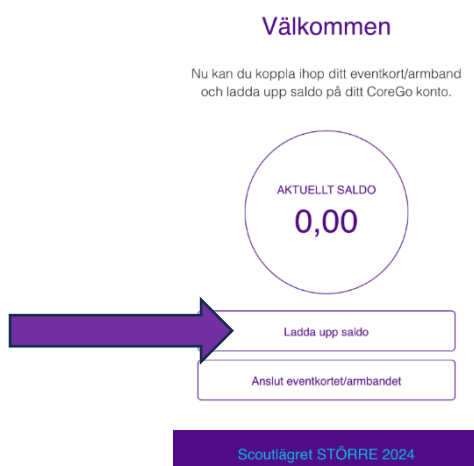 Välkommen
Nu kan du koppla ihop ditt eventkort/armband
och ladda upp saldo på ditt CoreGo konto.
AKTUELLT SALDO
0,00
Ladda upp saldo
Anslut eventkortet/armbandet
Scoutlägret STÖRRE 2024